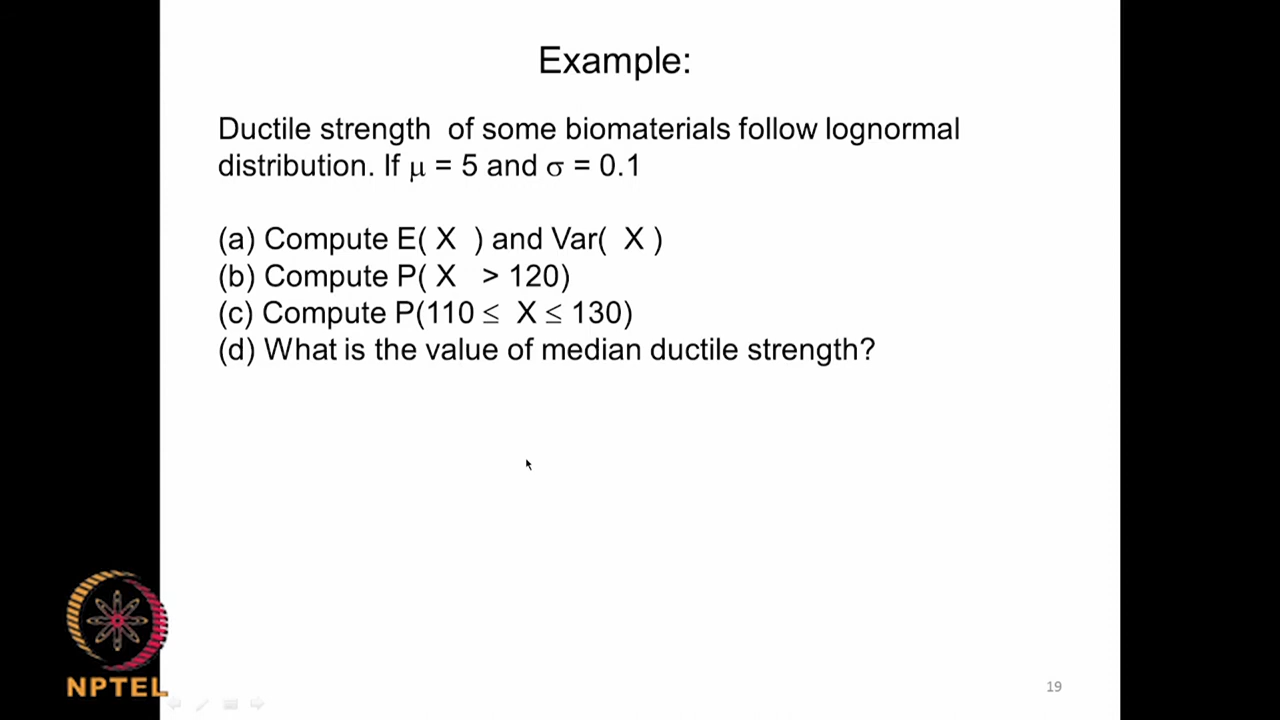 Example:
Ductile strength of some biomaterials follow lognormal
distribution. If μ = 5 and σ = 0.1
(a) Compute E( X ) and Var( X )
(b) Compute P( X > 120)
(c) Compute P(110 ≤ X ≤ 130)
(d) What is the value of median ductile strength?
NPTEL
19